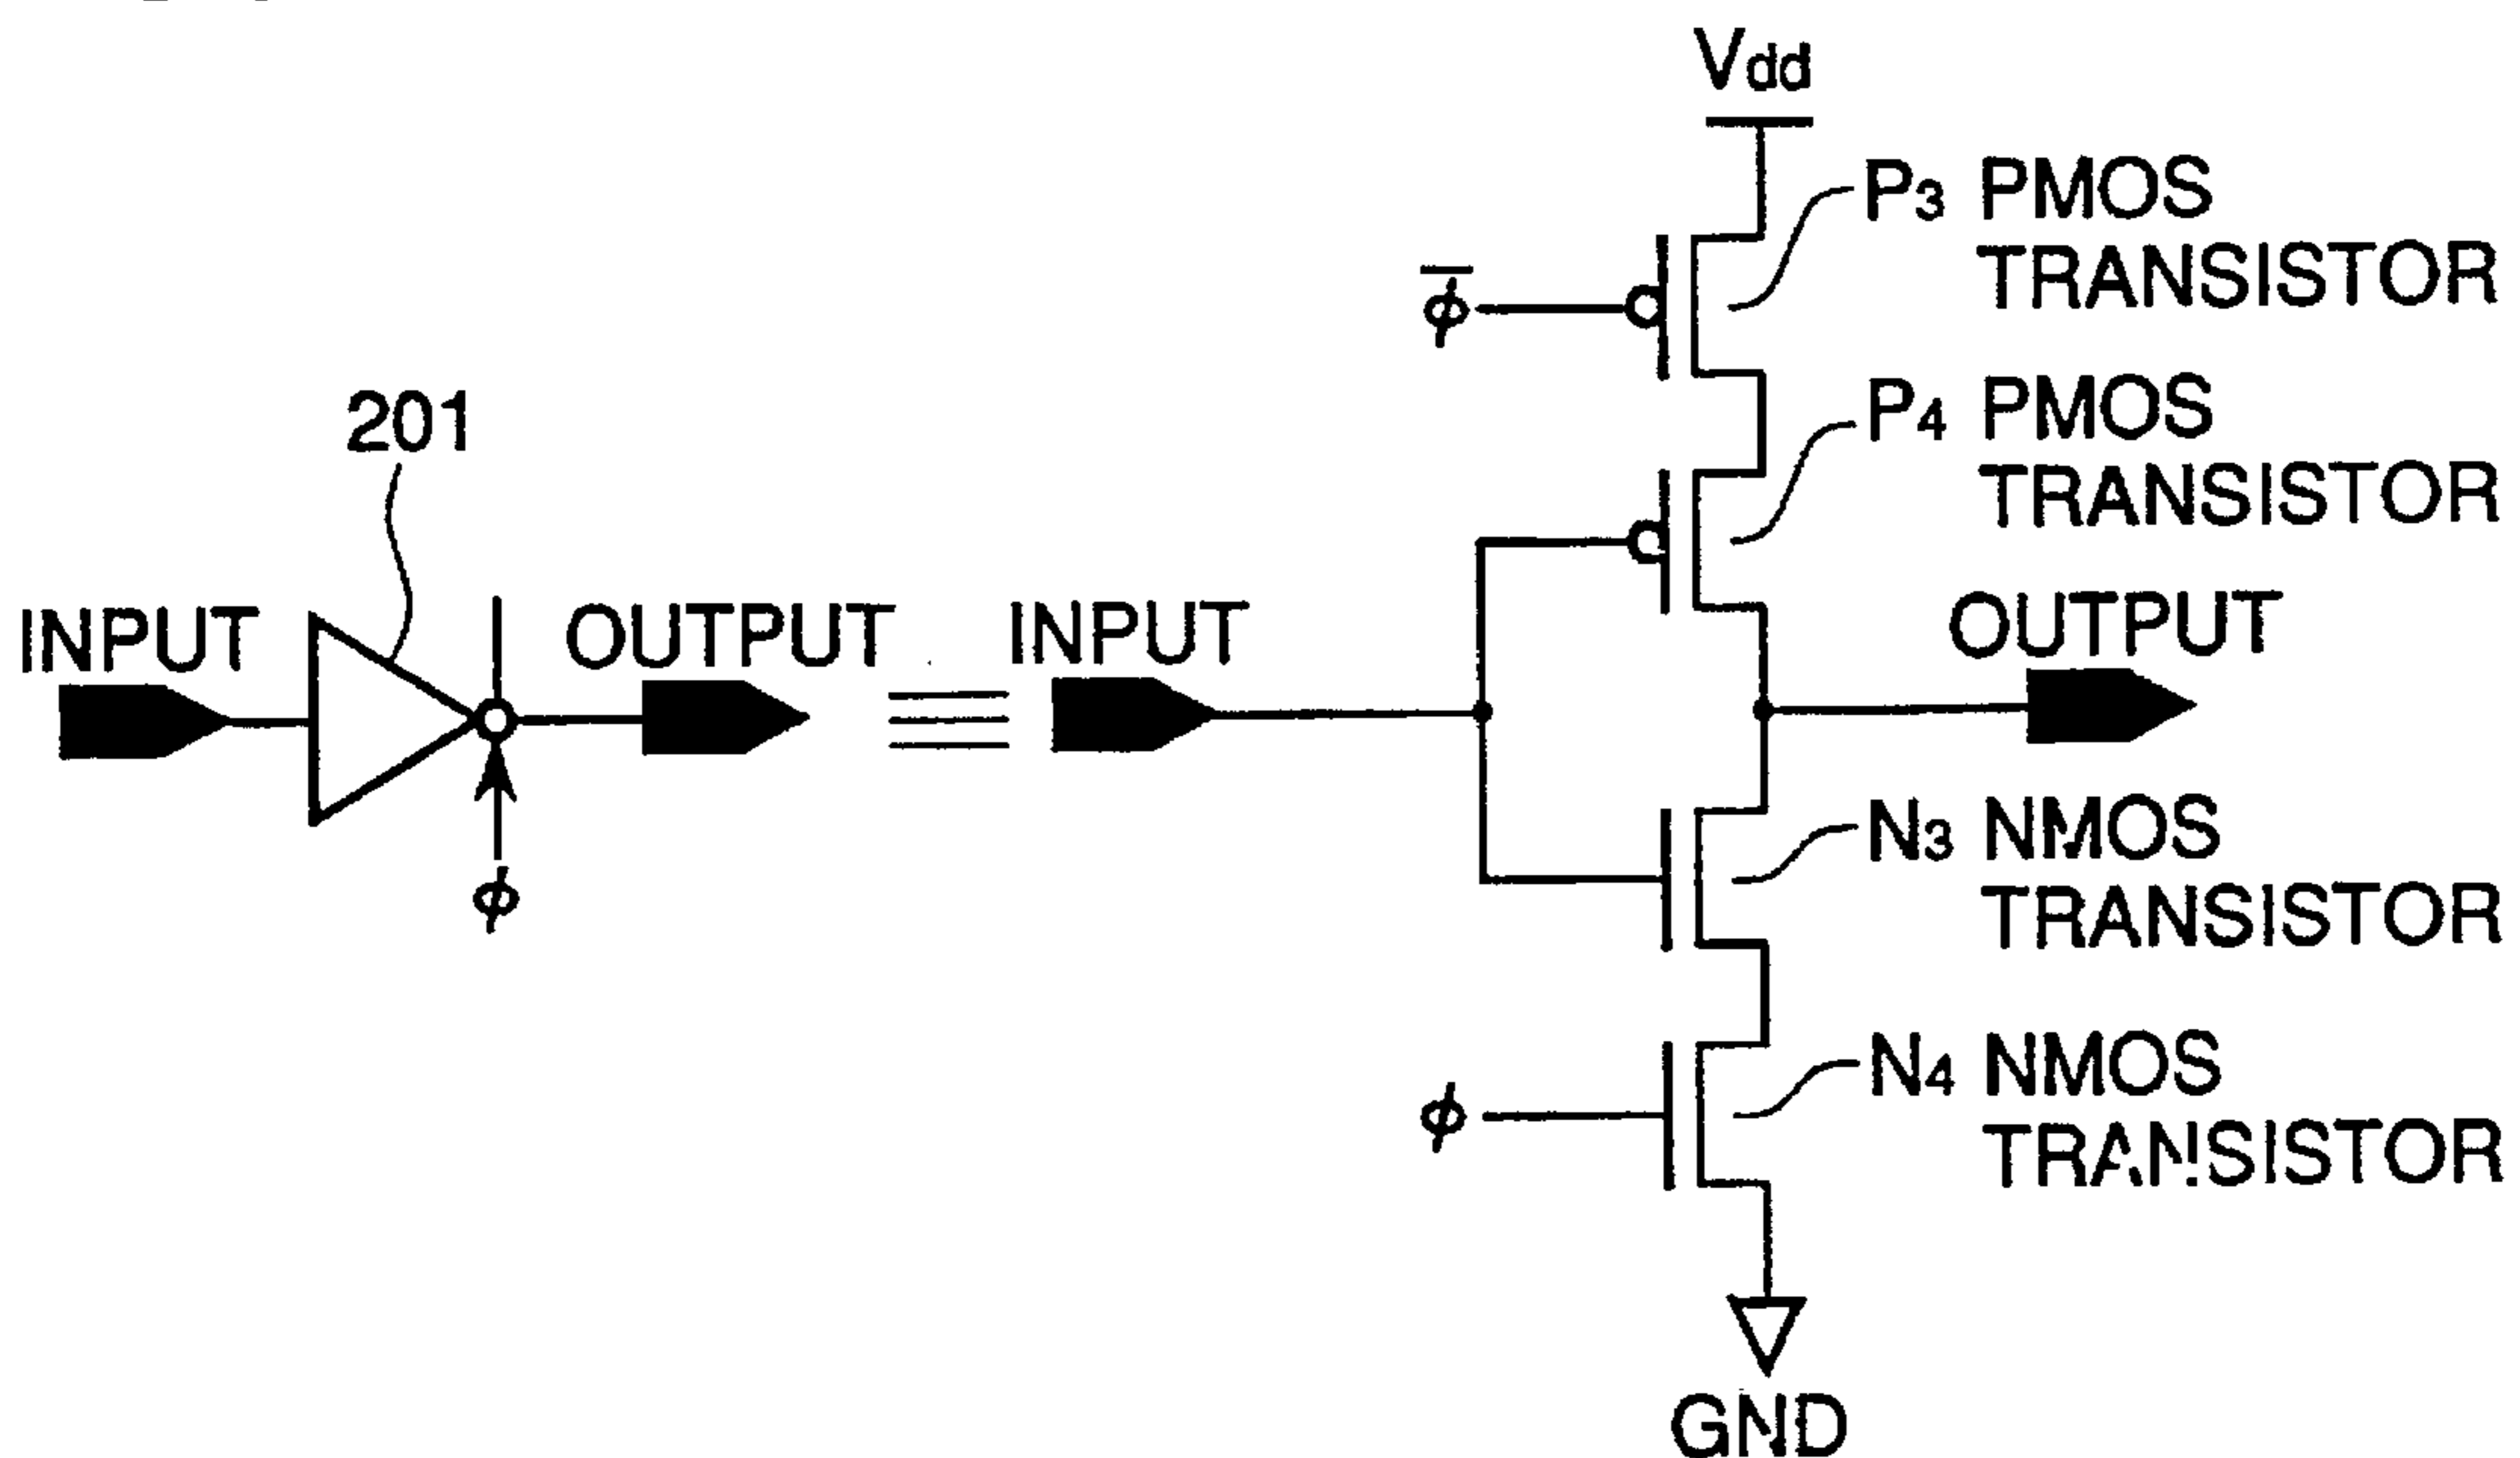 Vdd
P3 PMOS
TRANSISTOR
ϕ̅
P4 PMOS
TRANSISTOR
201
INPUT
OUTPUT
INPUT
OUTPUT
N3 NMOS
TRANSISTOR
ϕ
N4 NMOS
TRANSISTOR
ϕ
GND